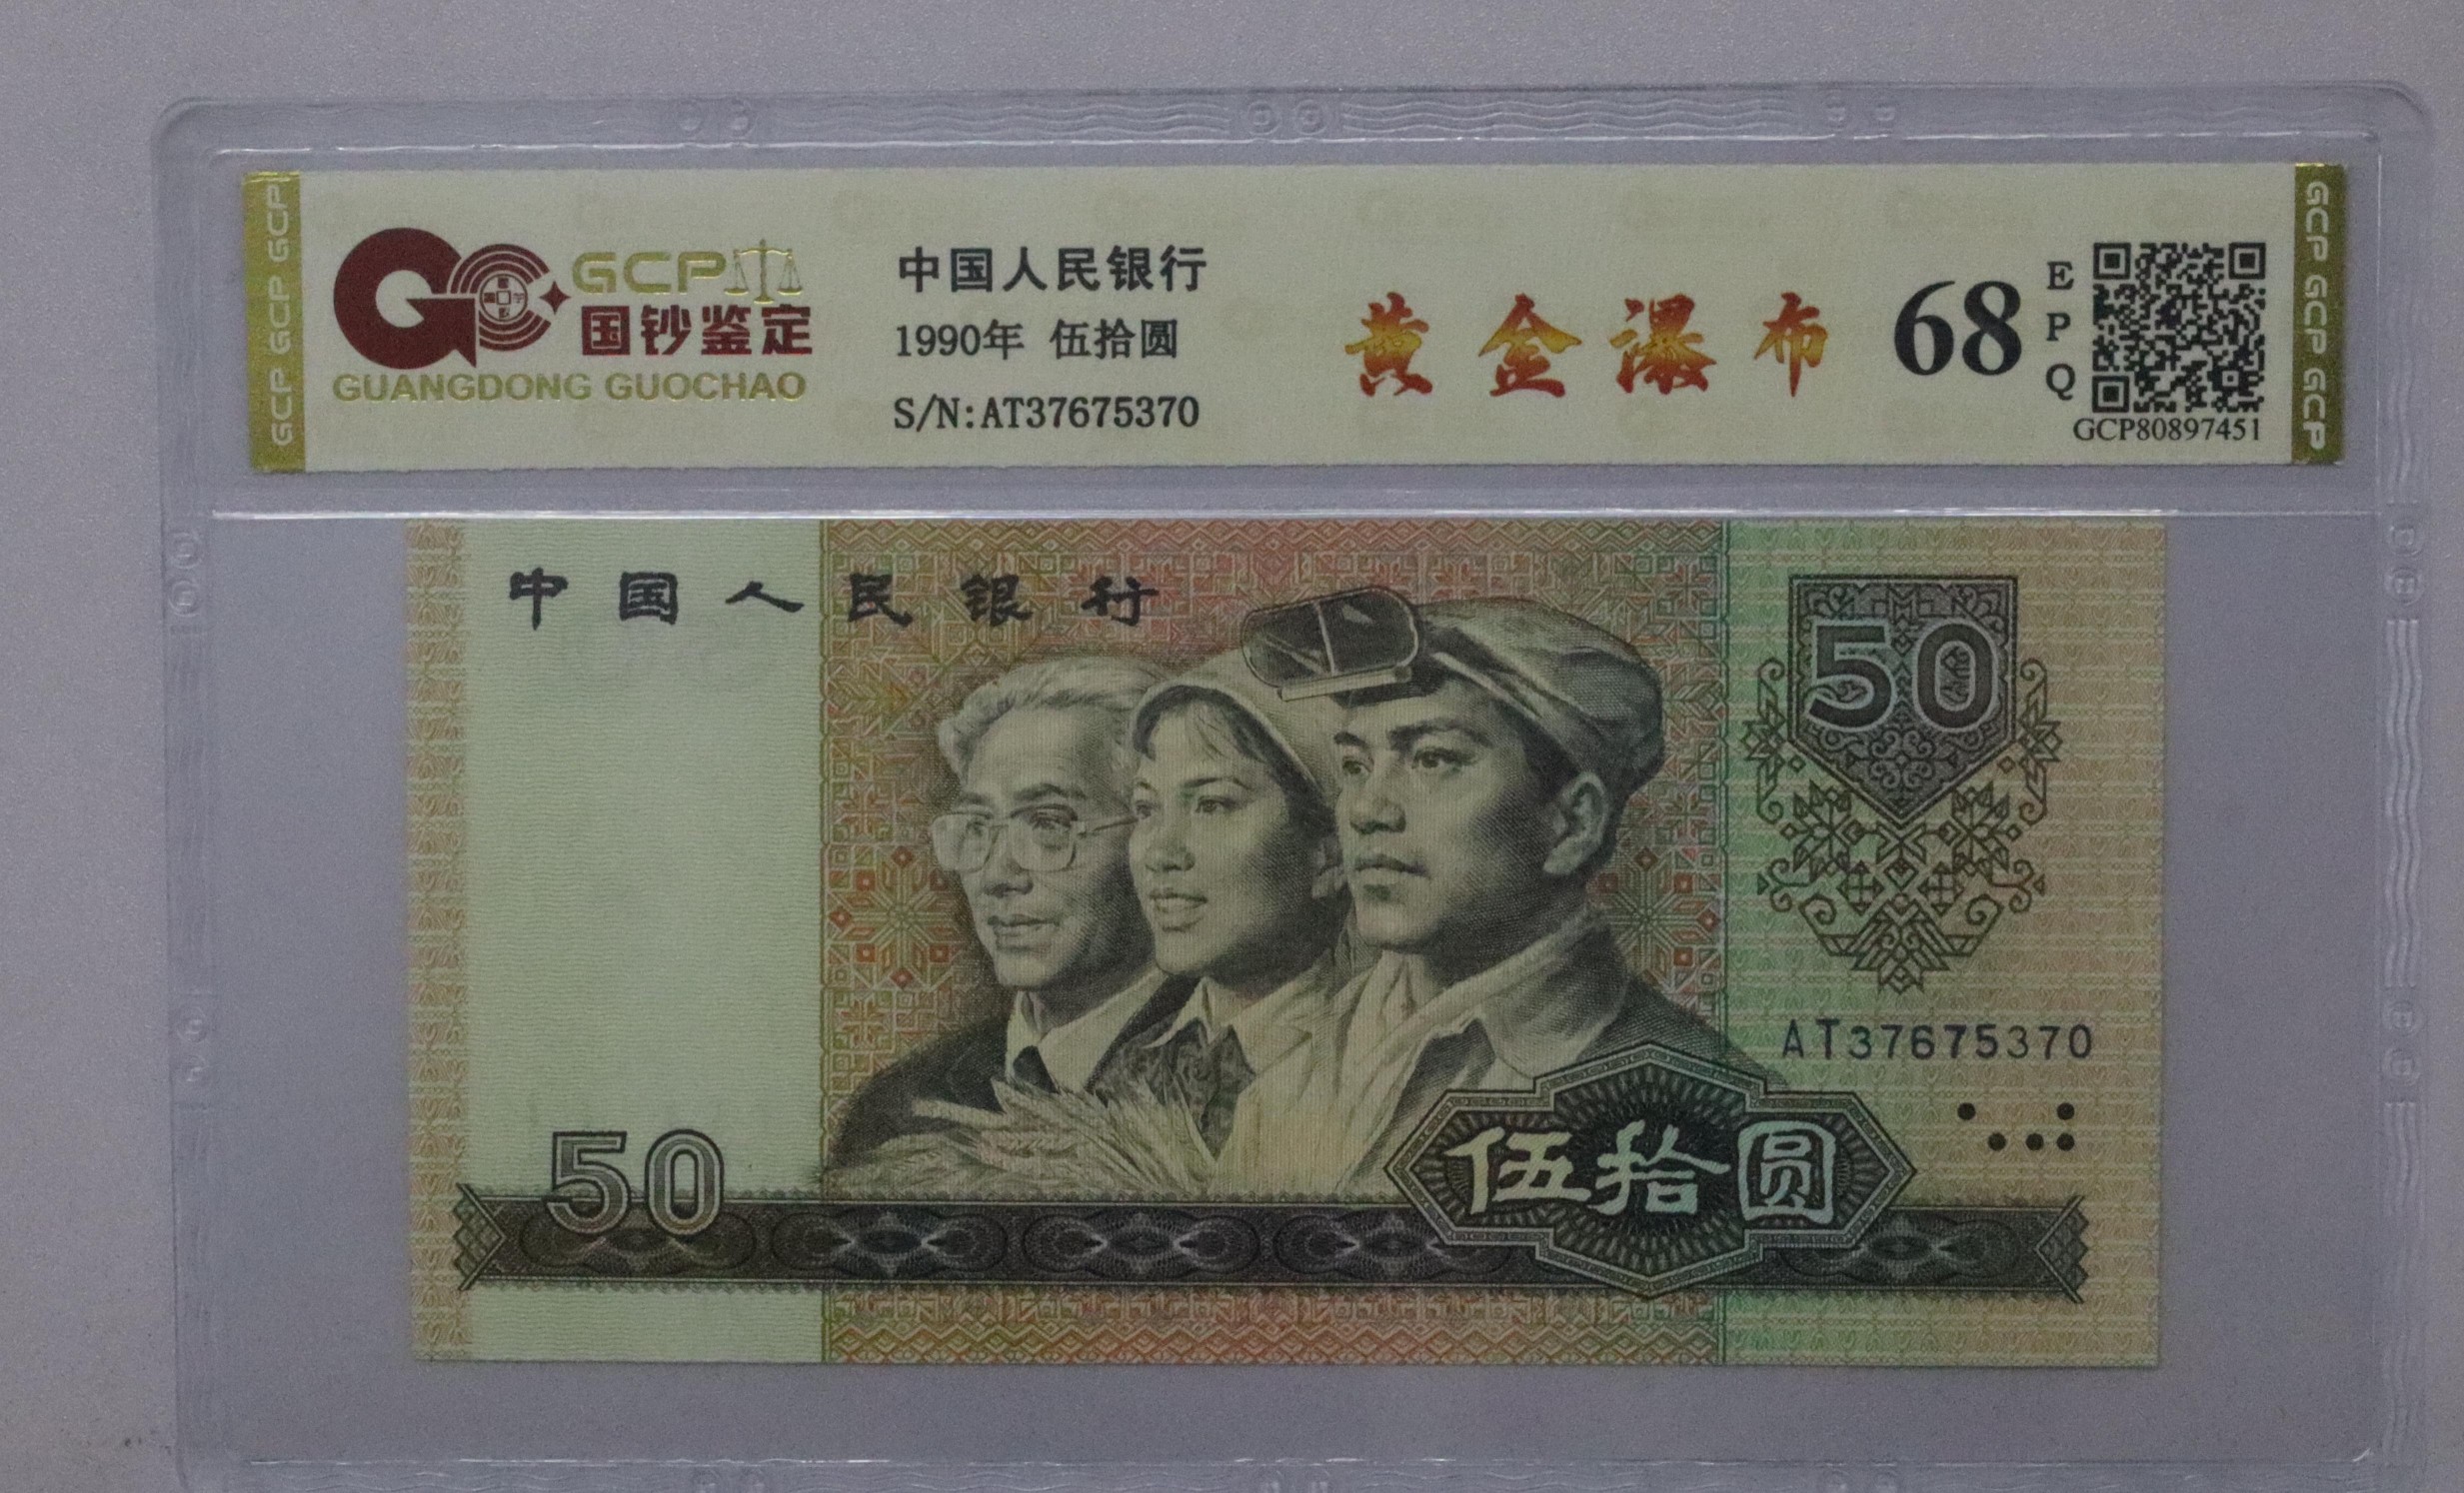 GCP GCP GCP
GCP
国钞鉴定
GUANGDONG GUOCHAO
中国人民银行
1990年 伍拾圆
S/N:AT37675370
黄金瀑布
68
EPQ
GCP80897451
GCP GCP GCP
中国人民银行
50
AT37675370
50
伍拾圆